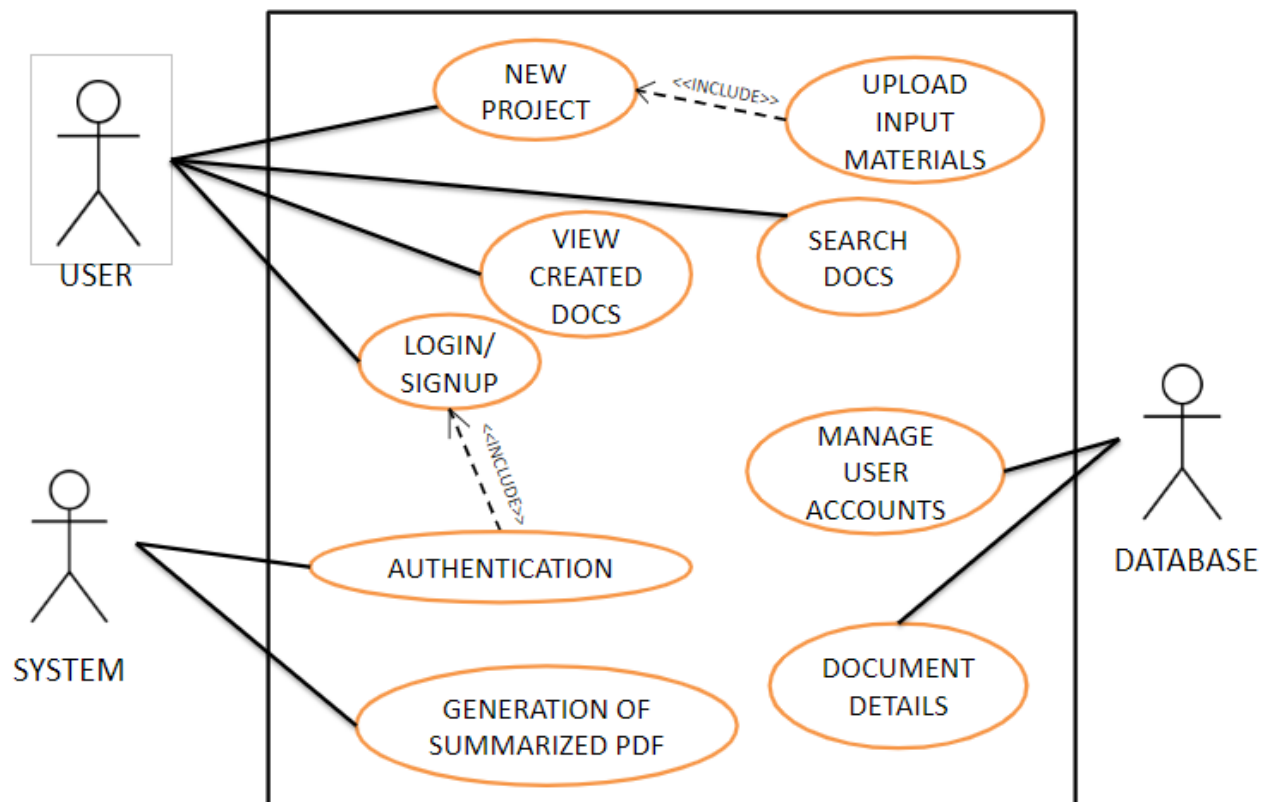 NEW
PROJECT
<<INCLUDE>>
UPLOAD
INPUT
MATERIALS
USER
VIEW
CREATED
DOCS
SEARCH
DOCS
LOGIN/
SIGNUP
<<INCLUDE>>
MANAGE
USER
ACCOUNTS
DATABASE
AUTHENTICATION
SYSTEM
GENERATION OF
SUMMARIZED PDF
DOCUMENT
DETAILS